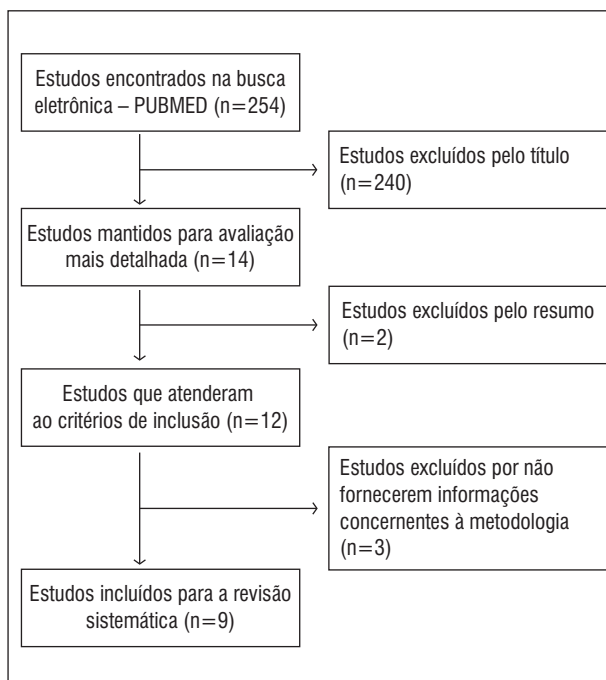 Estudos encontrados na busca
eletrônica – PUBMED (n=254)
Estudos excluídos pelo título
(n=240)
Estudos mantidos para avaliação
mais detalhada (n=14)
Estudos excluídos pelo resumo
(n=2)
Estudos que atenderam
ao critérios de inclusão (n=12)
Estudos excluídos por não
fornecerem informações
concernentes à metodologia
(n=3)
Estudos incluídos para a revisão
sistemática (n=9)